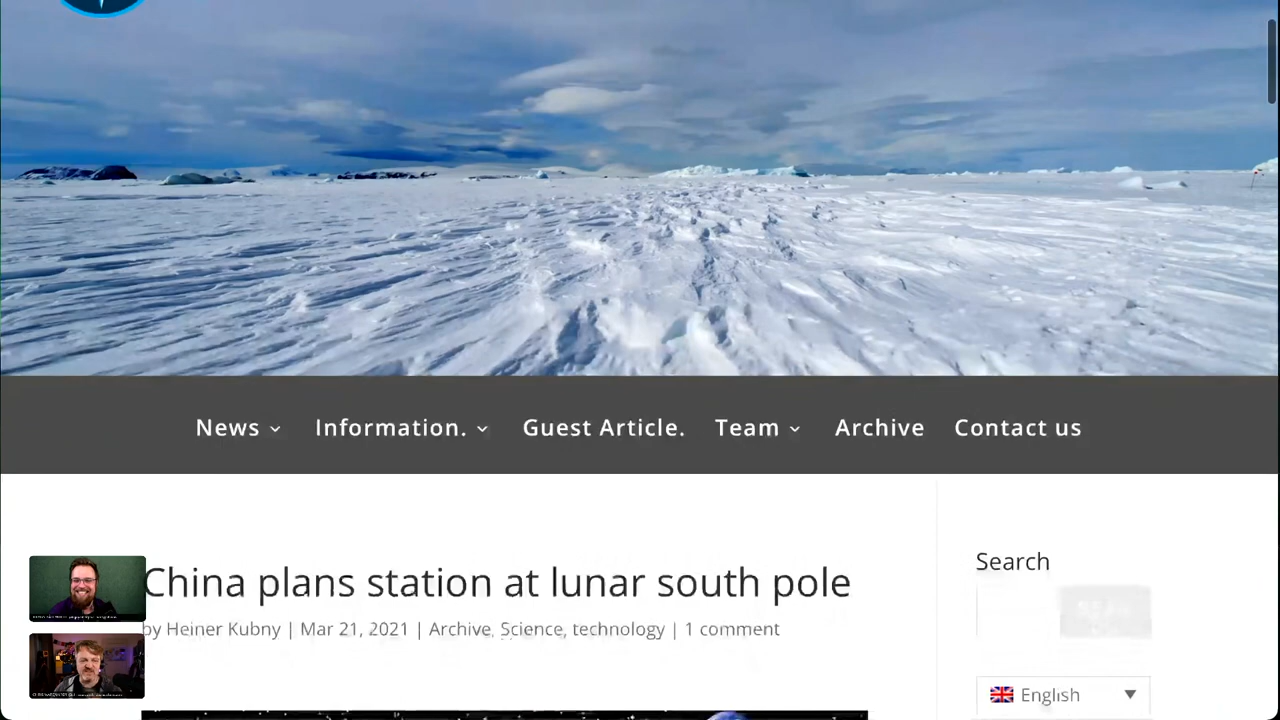 News
Information.
Guest Article.
Team
Archive
Contact us
China plans station at lunar south pole
by Heiner Kubny | Mar 21, 2021 | Archive, Science, technology | 1 comment
Search
English